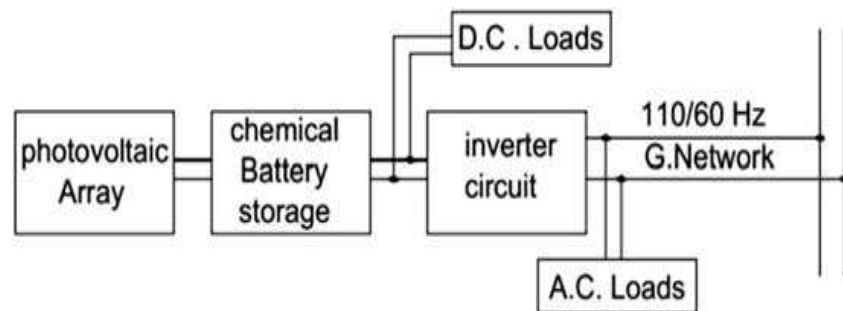 D.C . Loads
photovoltaic
Array
chemical
Battery
storage
inverter
circuit
110/60 Hz
G.Network
A.C. Loads